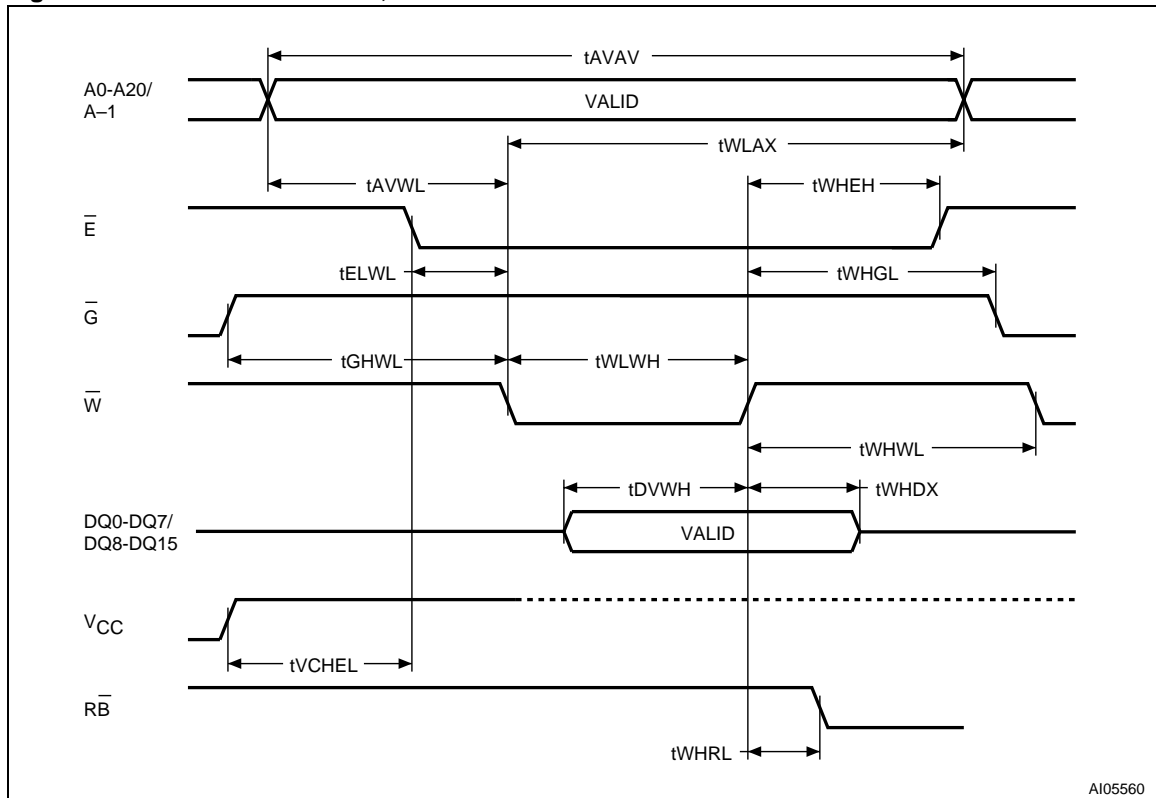 tAVAV
A0-A20/
A–1
VALID
tWLAX
tAVWL
tWHEH
E̅
tELWL
tWHGL
G̅
tGHWL
tWLWH
W̅
tWHWL
tDVWH
tWHDX
DQ0-DQ7/
DQ8-DQ15
VALID
VCC
tVCHEL
RB̅
tWHRL
AI05560